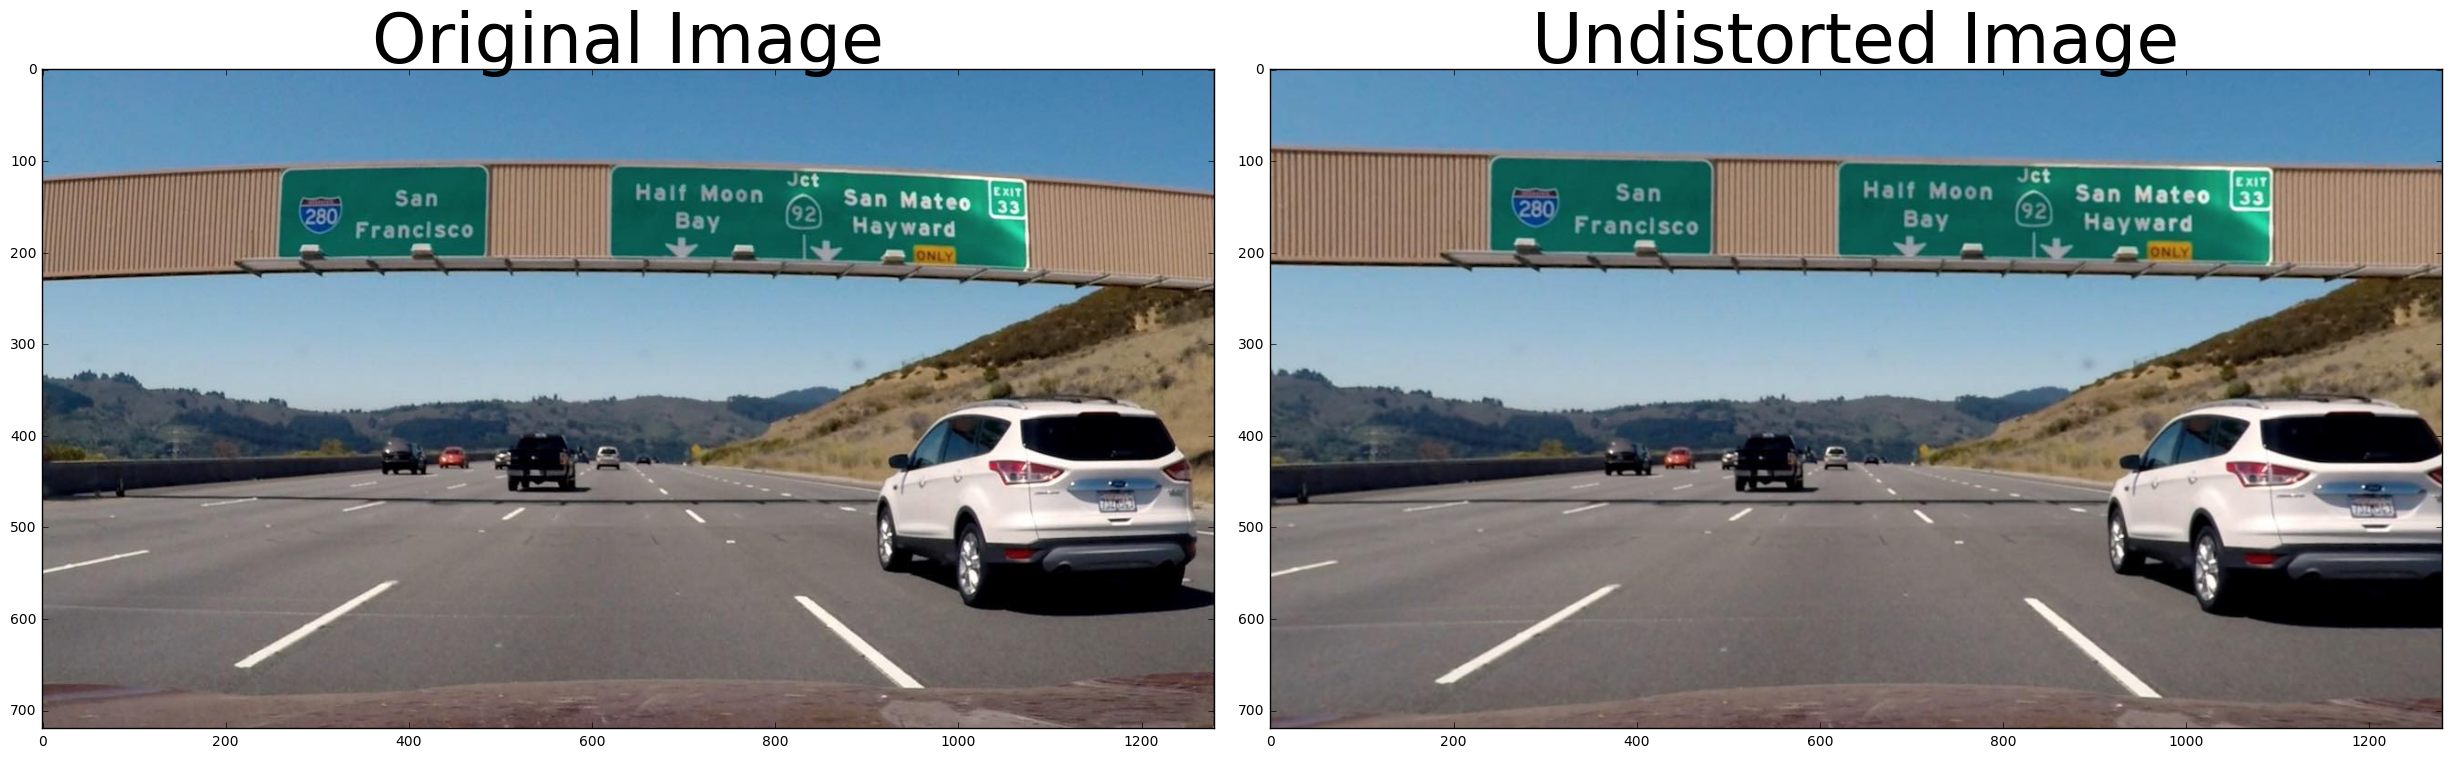 Original Image
Undistorted Image
0
100
200
300
400
500
600
700
0
200
400
600
800
1000
1200
280
San
Francisco
Half Moon
Bay
Jct
92
San Mateo
Hayward
EXIT
33
ONLY
0
100
200
300
400
500
600
700
0
200
400
600
800
1000
1200
280
San
Francisco
Half Moon
Bay
Jct
92
San Mateo
Hayward
EXIT
33
ONLY